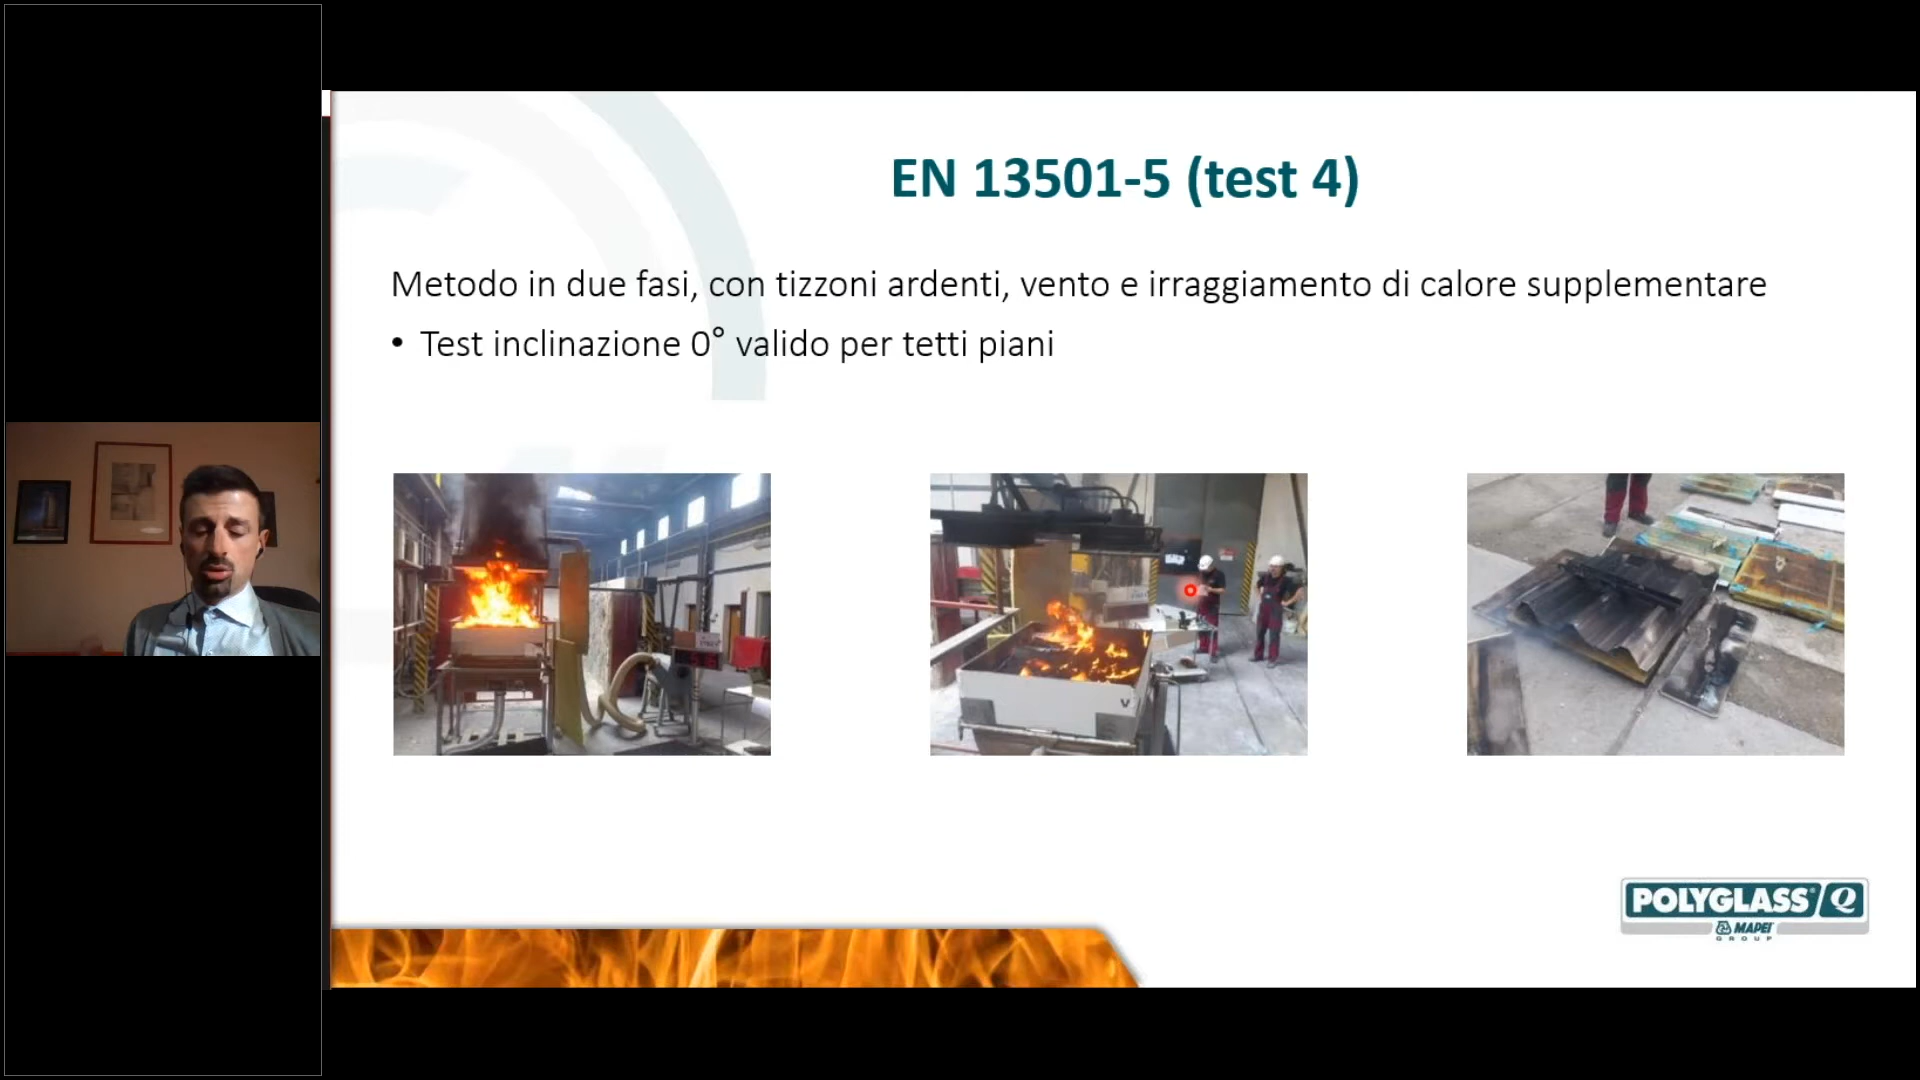 EN 13501-5 (test 4)
Metodo in due fasi, con tizzoni ardenti, vento e irraggiamento di calore supplementare
• Test inclinazione 0° valido per tetti piani
V
POLYGLASS® Q
MAPEI
GROUP